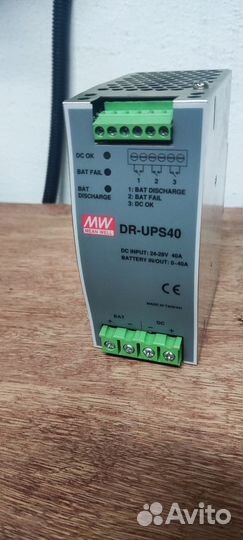 DC OK
BAT FAIL
BAT DISCHARGE
1 2 3
1: BAT DISCHARGE
2: BAT FAIL
3: DC OK
MW
MEAN WELL
DR-UPS40
DC INPUT: 24-29V 40A
BATTERY IN/OUT: 0-40A
CE
MADE IN TAIWAN
BAT DC
+ − − +
Avito